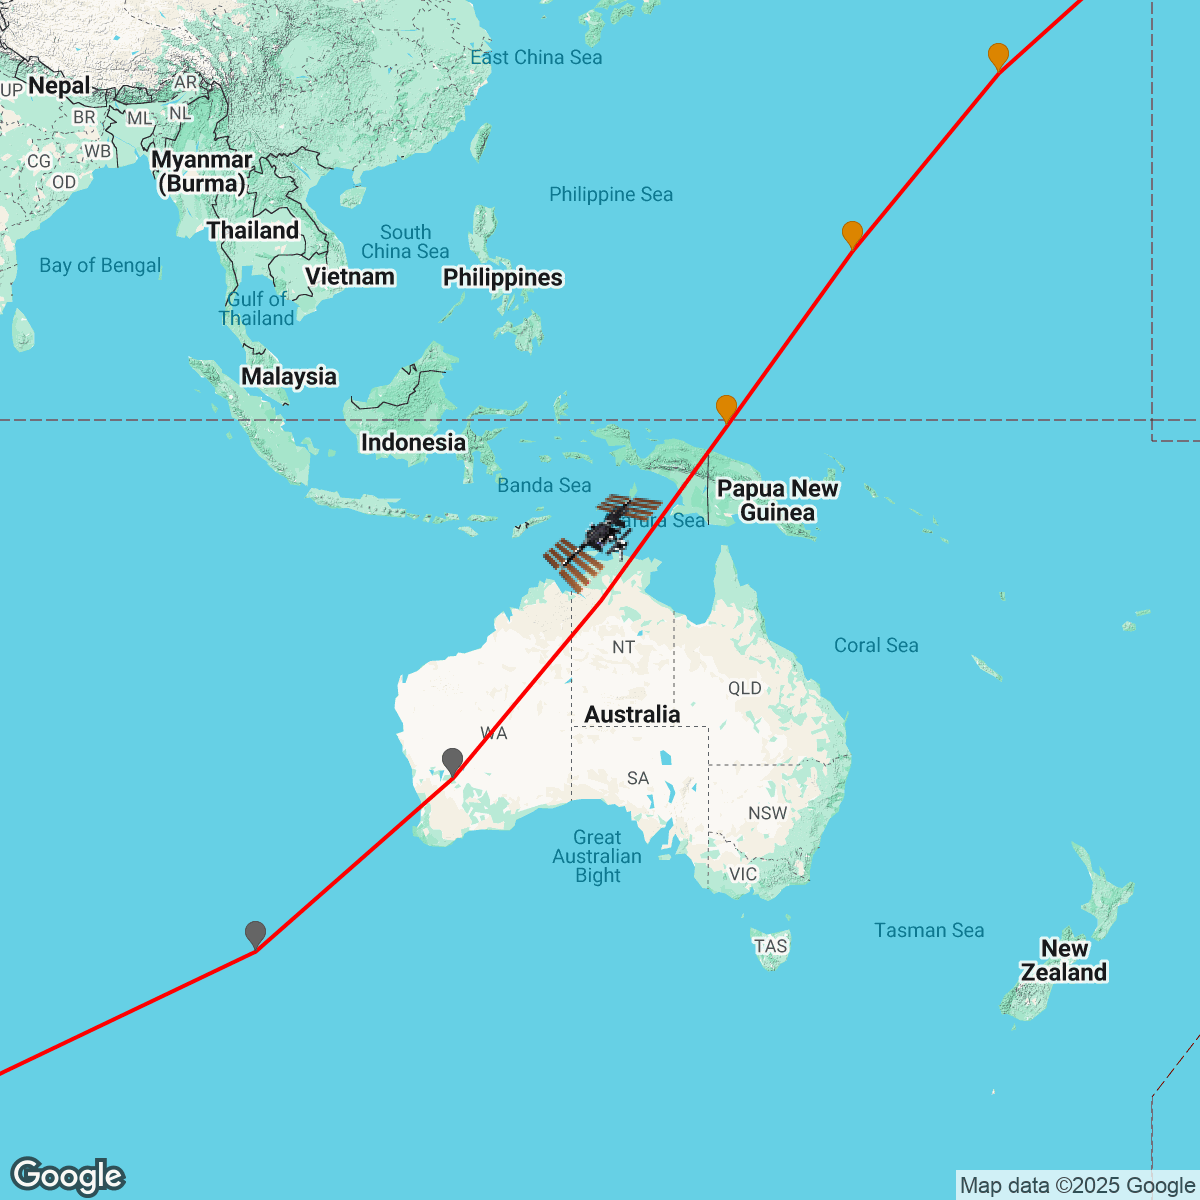 East China Sea
Nepal
UP
AR
BR
ML
NL
WB
CG
OD
Myanmar
(Burma)
Philippine Sea
Thailand
South
China Sea
Bay of Bengal
Vietnam
Philippines
Gulf of
Thailand
Malaysia
Indonesia
Banda Sea
Papua New
Guinea
afura Sea
NT
Coral Sea
QLD
Australia
WA
SA
NSW
Great
Australian
Bight
VIC
Tasman Sea
TAS
New
Zealand
Google
Map data ©2025 Google